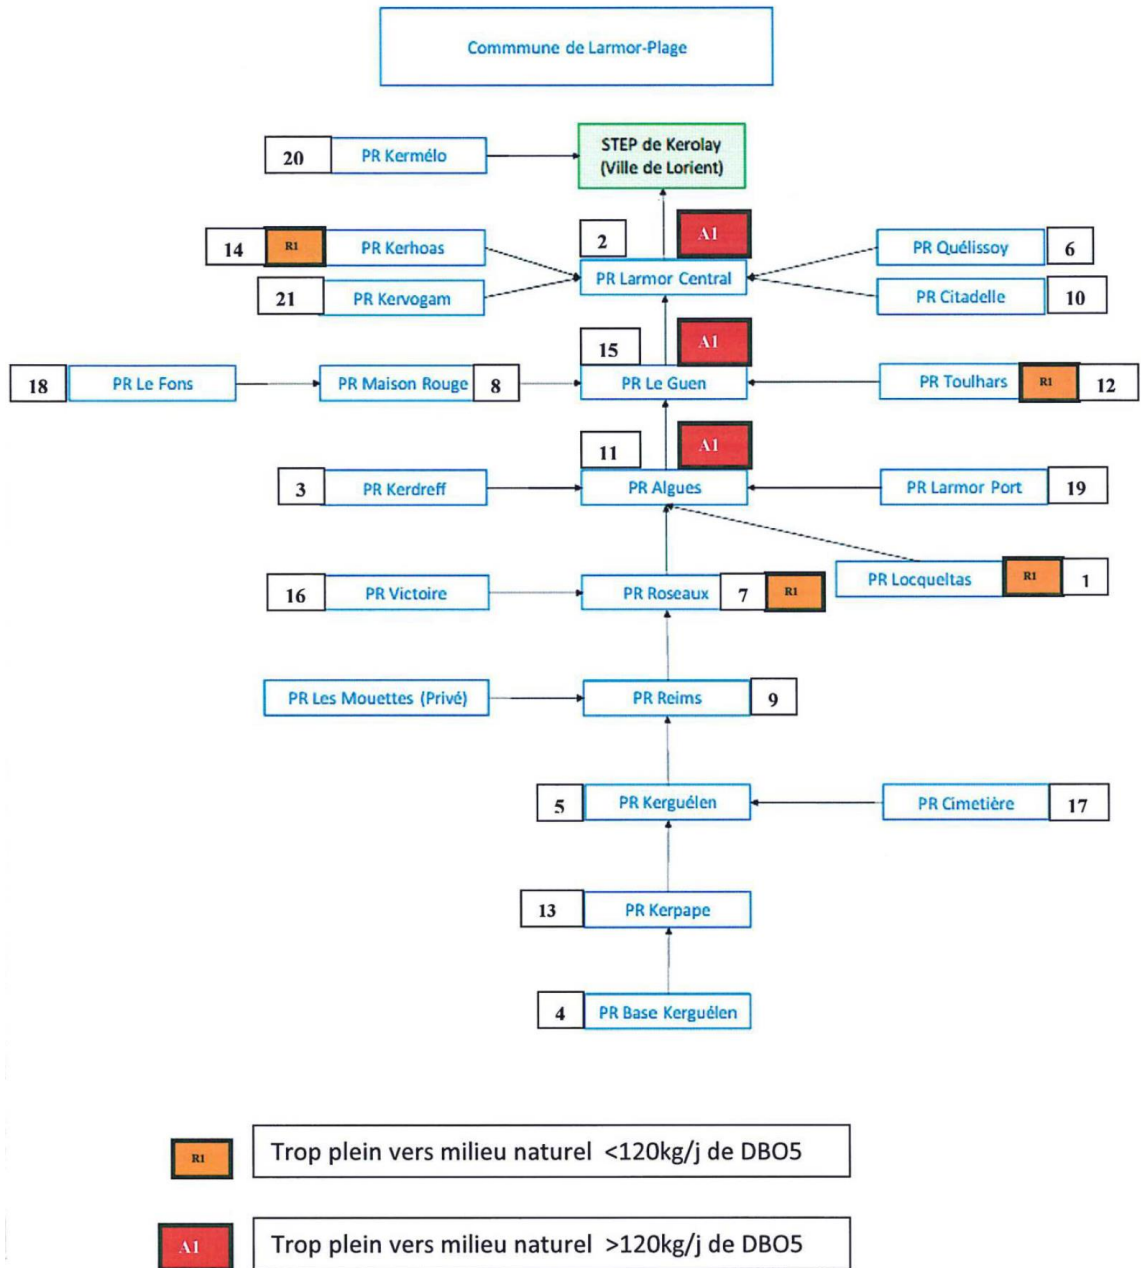 Commmune de Larmor-Plage
20 PR Kermélo
STEP de Kerolay
(Ville de Lorient)
2 A1
14 R1 PR Kerhoas
PR Quélissoy 6
PR Larmor Central
21 PR Kervogam
PR Citadelle 10
15 A1
18 PR Le Fons
PR Maison Rouge 8
PR Le Guen
PR Toulhars R1 12
11 A1
3 PR Kerdreff
PR Algues
PR Larmor Port 19
PR Locqueltas R1 1
16 PR Victoire
PR Roseaux 7 R1
PR Les Mouettes (Privé)
PR Reims 9
5 PR Kerguélen
PR Cimetière 17
13 PR Kerpape
4 PR Base Kerguélen
R1 Trop plein vers milieu naturel <120kg/j de DBO5
A1 Trop plein vers milieu naturel >120kg/j de DBO5